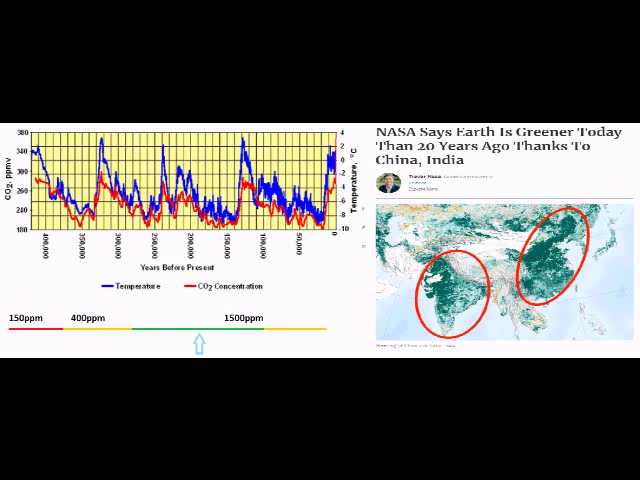 380
340
300
260
220
180
CO2, ppmv
4
2
0
-2
-4
-6
-8
-10
Temperature, °C
400,000
350,000
300,000
250,000
200,000
150,000
100,000
50,000
0
Years Before Present
Temperature
CO2 Concentration
150ppm
400ppm
1500ppm
NASA Says Earth Is Greener Today
Than 20 Years Ago Thanks To
China, India
Trevor Nace